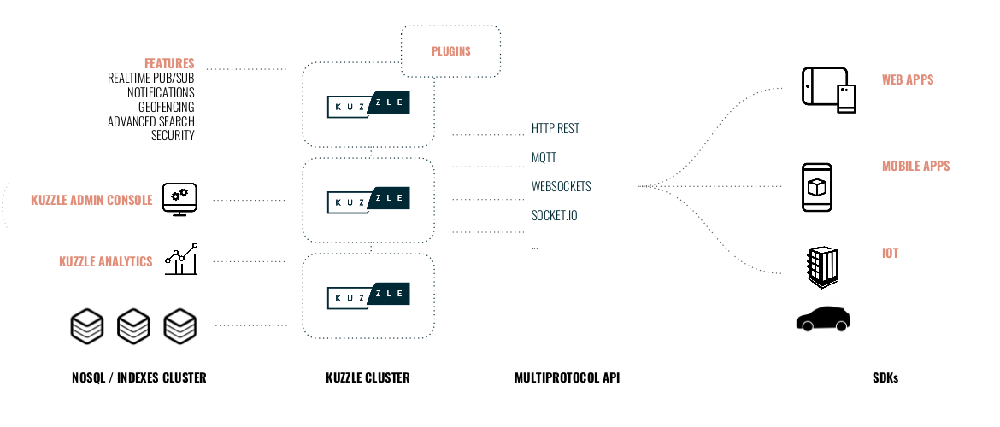 PLUGINS
FEATURES
REALTIME PUB/SUB
NOTIFICATIONS
GEOFENCING
ADVANCED SEARCH
SECURITY
KUZZLE ADMIN CONSOLE
KUZZLE ANALYTICS
NOSQL / INDEXES CLUSTER
KUZZLE
KUZZLE
KUZZLE
KUZZLE CLUSTER
HTTP REST
MQTT
WEBSOCKETS
SOCKET.IO
...
MULTIPROTOCOL API
WEB APPS
MOBILE APPS
IOT
SDKs